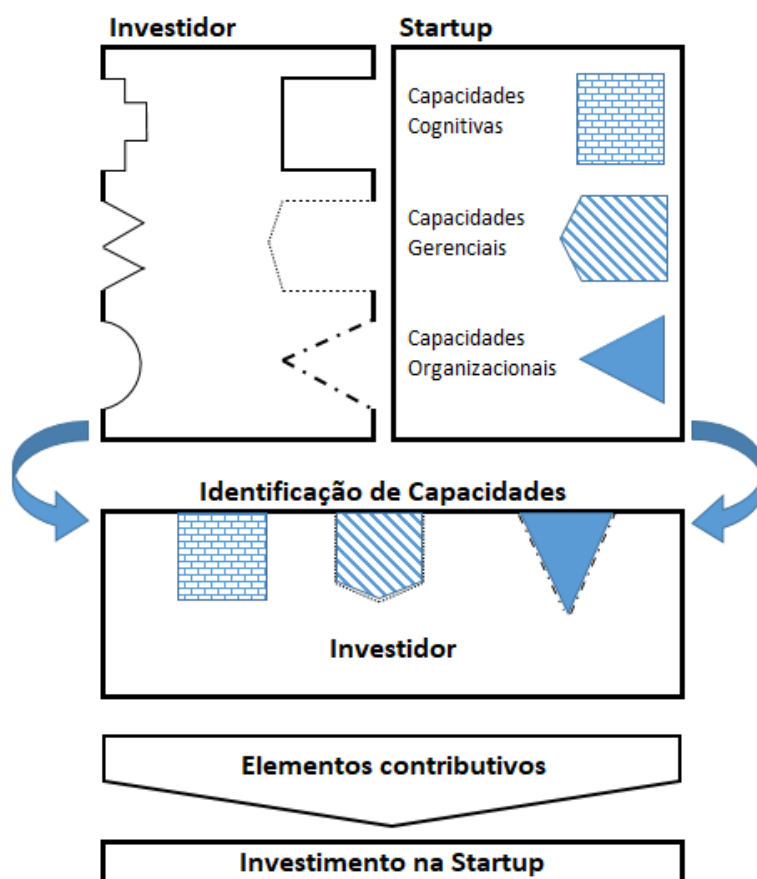 Investidor
Startup
Capacidades
Cognitivas
Capacidades
Gerenciais
Capacidades
Organizacionais
Identificação de Capacidades
Investidor
Elementos contributivos
Investimento na Startup